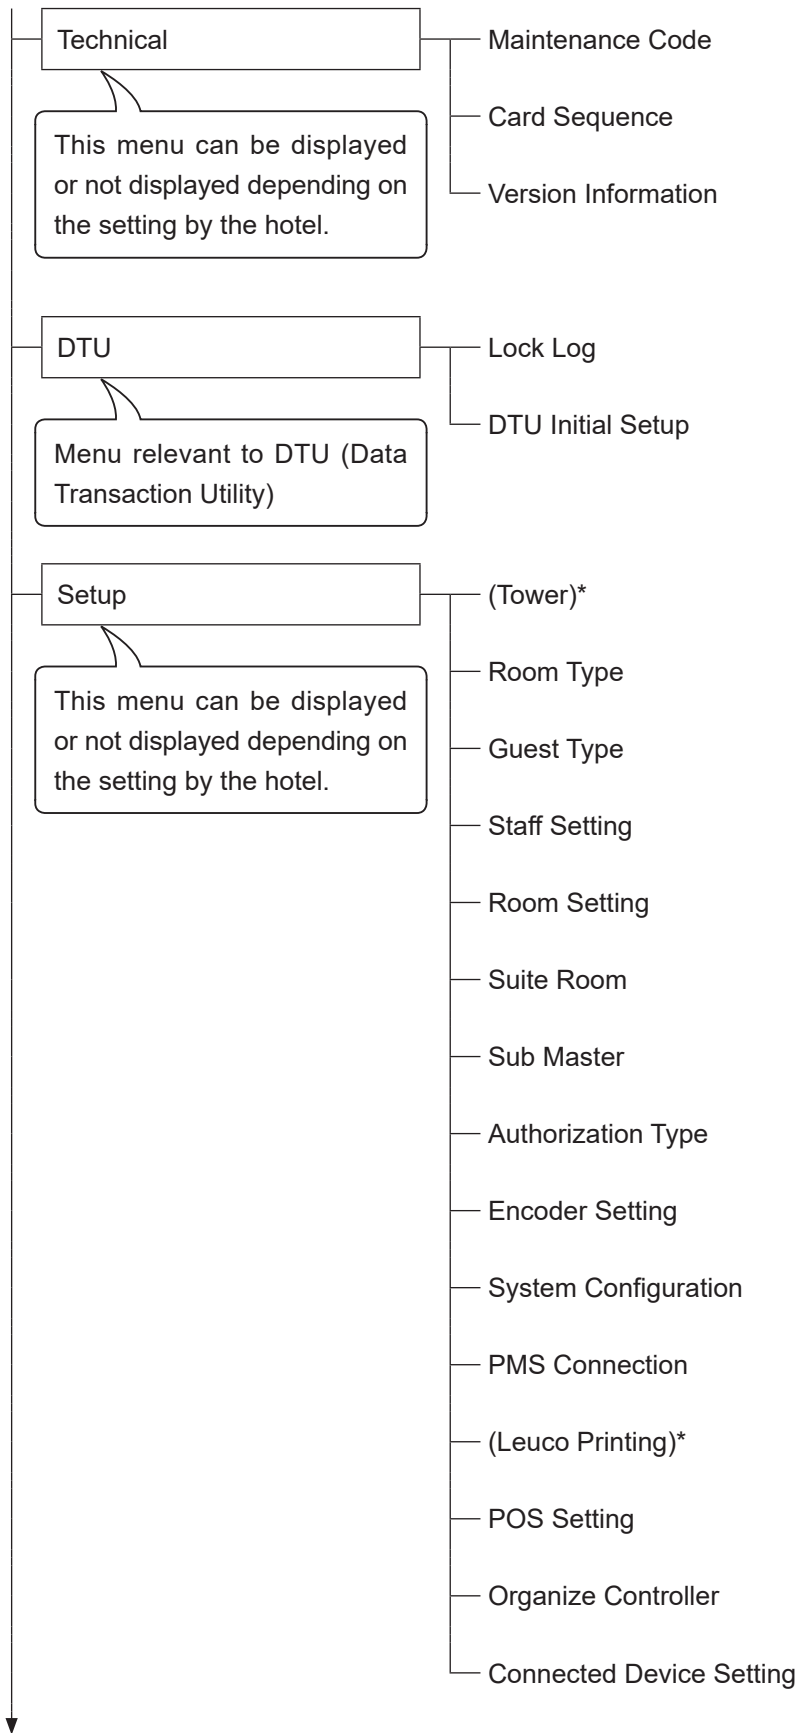 Technical
Maintenance Code
This menu can be displayed
or not displayed depending on
the setting by the hotel.
Card Sequence
Version Information
DTU
Lock Log
Menu relevant to DTU (Data
Transaction Utility)
DTU Initial Setup
Setup
(Tower)*
This menu can be displayed
or not displayed depending on
the setting by the hotel.
Room Type
Guest Type
Staff Setting
Room Setting
Suite Room
Sub Master
Authorization Type
Encoder Setting
System Configuration
PMS Connection
(Leuco Printing)*
POS Setting
Organize Controller
Connected Device Setting